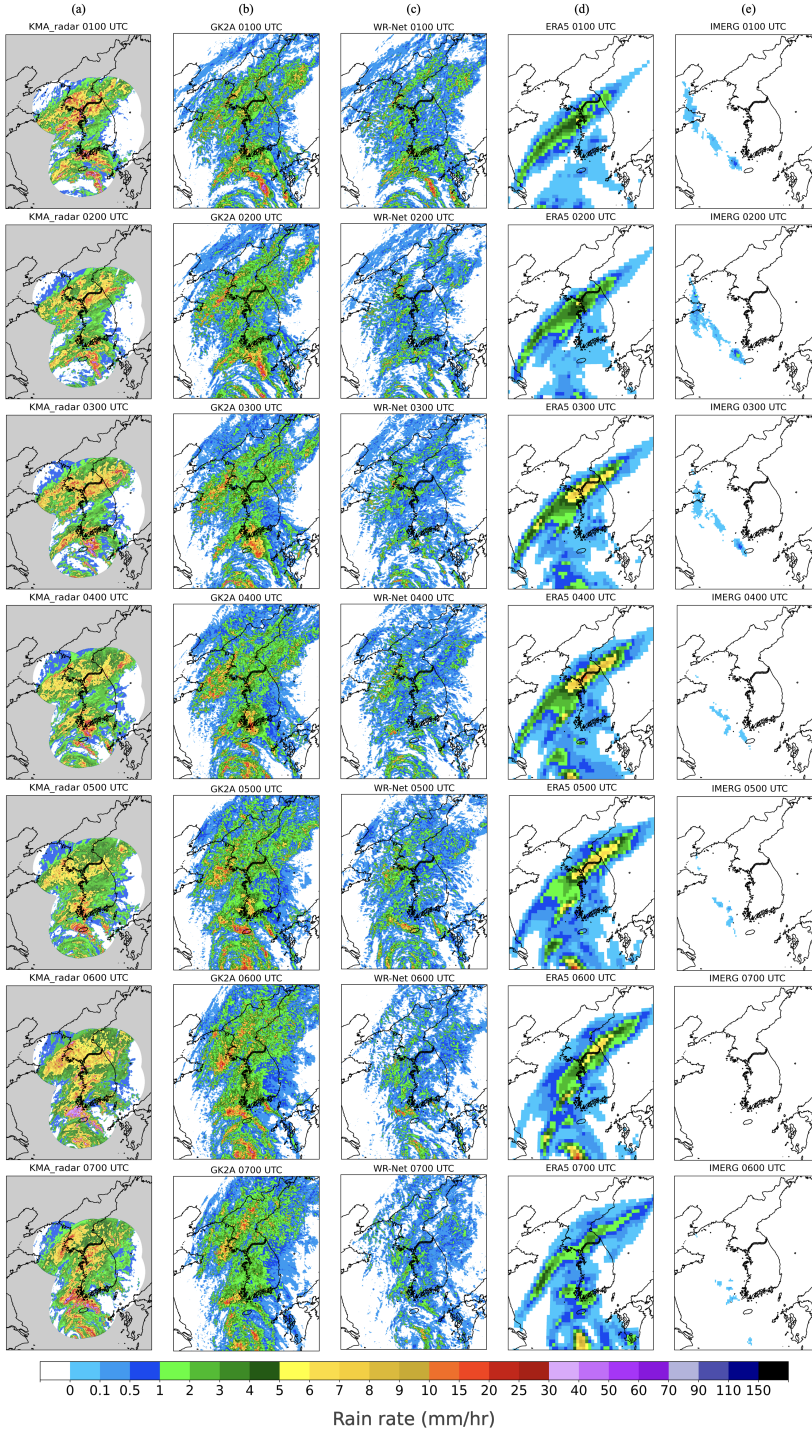 (a) (b) (c) (d) (e)
KMA_radar 0100 UTC GK2A 0100 UTC WR-Net 0100 UTC ERA5 0100 UTC IMERG 0100 UTC
KMA_radar 0200 UTC GK2A 0200 UTC WR-Net 0200 UTC ERA5 0200 UTC IMERG 0200 UTC
KMA_radar 0300 UTC GK2A 0300 UTC WR-Net 0300 UTC ERA5 0300 UTC IMERG 0300 UTC
KMA_radar 0400 UTC GK2A 0400 UTC WR-Net 0400 UTC ERA5 0400 UTC IMERG 0400 UTC
KMA_radar 0500 UTC GK2A 0500 UTC WR-Net 0500 UTC ERA5 0500 UTC IMERG 0500 UTC
KMA_radar 0600 UTC GK2A 0600 UTC WR-Net 0600 UTC ERA5 0600 UTC IMERG 0700 UTC
KMA_radar 0700 UTC GK2A 0700 UTC WR-Net 0700 UTC ERA5 0700 UTC IMERG 0600 UTC
0 0.1 0.5 1 2 3 4 5 6 7 8 9 10 15 20 25 30 40 50 60 70 90 110 150
Rain rate (mm/hr)